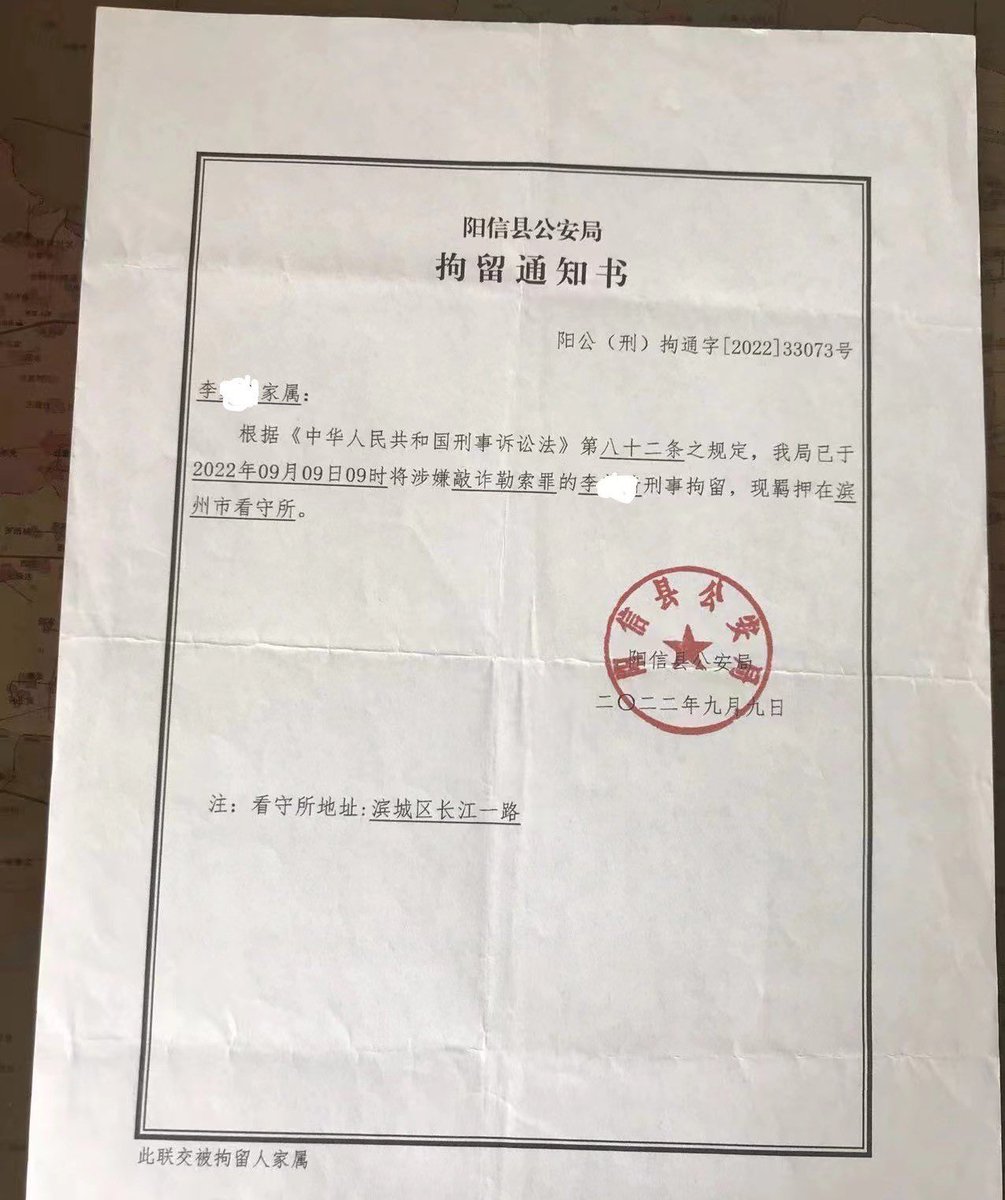 阳信县公安局
拘留通知书
阳公（刑）拘通字[2022]33073号
李 家属：
根据《中华人民共和国刑事诉讼法》第八十二条之规定，我局已于
2022年09月09日09时将涉嫌敲诈勒索罪的李 刑事拘留，现羁押在滨
州市看守所。
阳信县公安局
阳信县公安局
二〇二二年九月九日
注：看守所地址:滨城区长江一路
此联交被拘留人家属